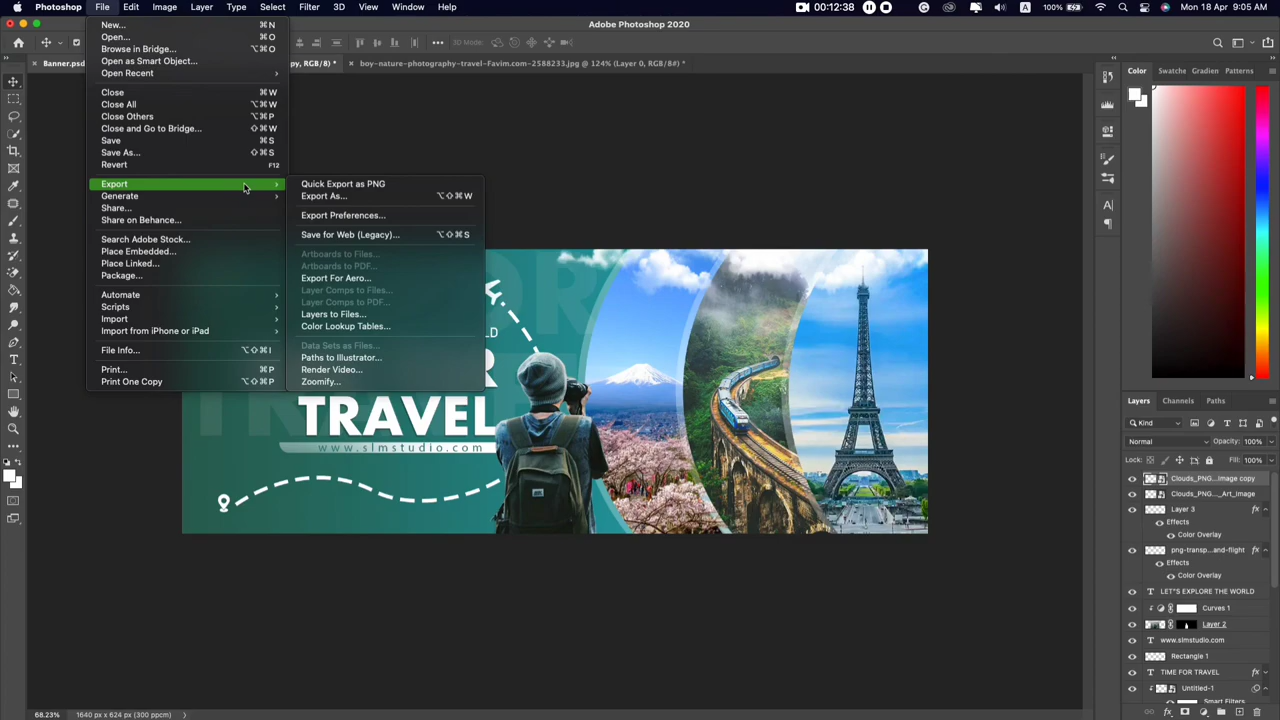 Photoshop File Edit Image Layer Type Select Filter 3D View Window Help 00:12:38 100% Mon 18 Apr 9:05 AM
Adobe Photoshop 2020
3D Mode:
Banner.psd py, RGB/8) * boy-nature-photography-travel-Favim.com-2588233.jpg @ 124% (Layer 0, RGB/8#) *
New... ⌘N
Open... ⌘O
Browse in Bridge... ⌥⌘O
Open as Smart Object...
Open Recent
Close ⌘W
Close All ⌥⌘W
Close Others ⌥⌘P
Close and Go to Bridge... ⇧⌘W
Save ⌘S
Save As... ⇧⌘S
Revert F12
Export
Generate
Share...
Share on Behance...
Search Adobe Stock...
Place Embedded...
Place Linked...
Package...
Automate
Scripts
Import
Import from iPhone or iPad
File Info... ⌥⇧⌘I
Print... ⌘P
Print One Copy ⌥⇧⌘P
Quick Export as PNG
Export As... ⌥⇧⌘W
Export Preferences...
Save for Web (Legacy)... ⌥⇧⌘S
Artboards to Files...
Artboards to PDF...
Export For Aero...
Layer Comps to Files...
Layer Comps to PDF...
Layers to Files...
Color Lookup Tables...
Data Sets as Files...
Paths to Illustrator...
Render Video...
Zoomify...
LD
R
TRAVEL
www.slmstudio.com
Color Swatche Gradien Patterns
Layers Channels Paths
Kind
Normal Opacity: 100%
Lock: Fill: 100%
Clouds_PNG...image copy
Clouds_PNG..._Art_image
Layer 3 fx
Effects
Color Overlay
png-transp...and-flight fx
Effects
Color Overlay
T LET"S EXPLORE THE WORLD
Curves 1
Layer 2
T www.slmstudio.com
Rectangle 1
T TIME FOR TRAVEL fx
Untitled-1
Smart Filters
68.23% 1640 px x 624 px (300 ppcm)